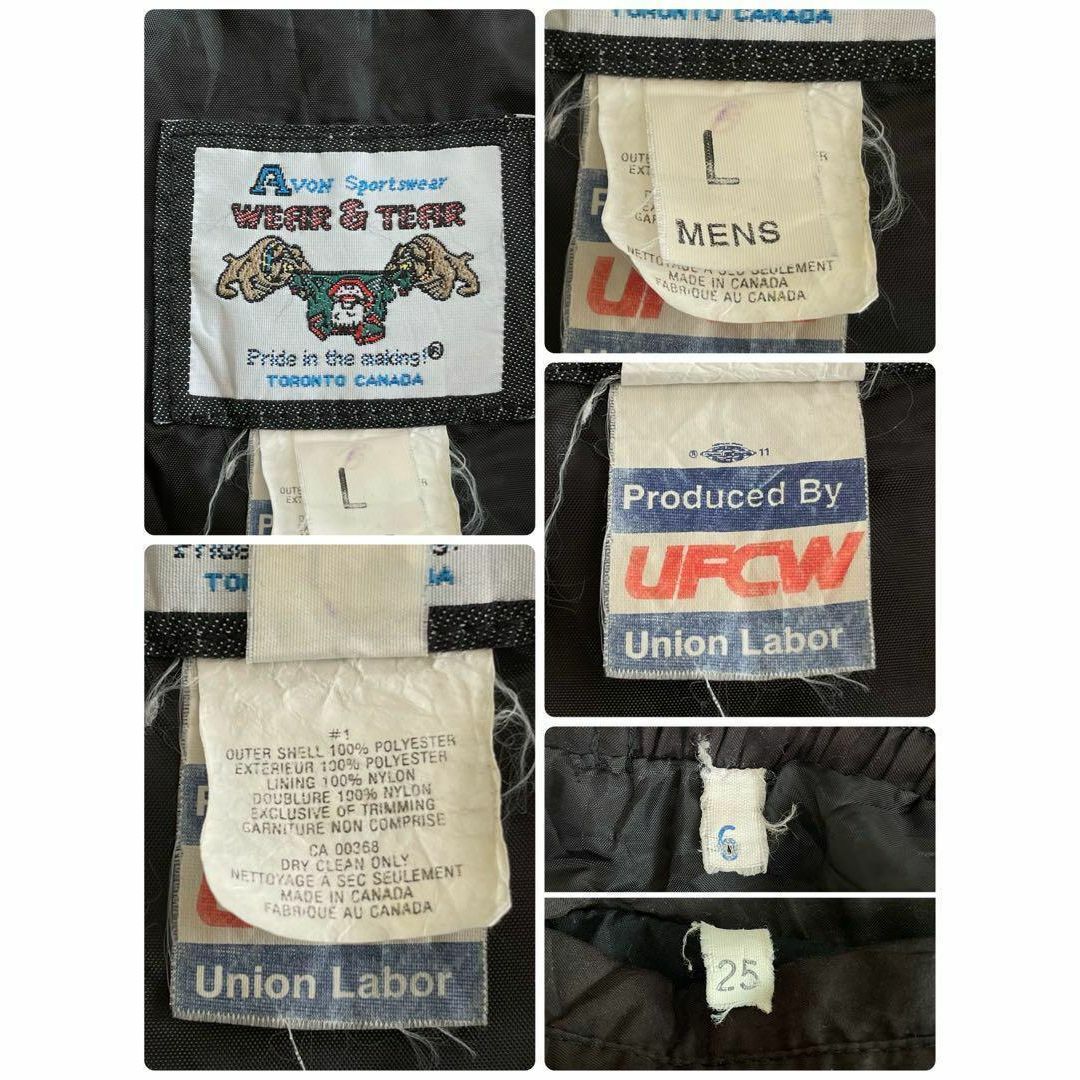 Avon Sportswear
WEAR & TEAR
Pride in the making!®
TORONTO CANADA
L
TORONTO CANADA
L
MENS
NETTOYAGE A SEC SEULEMENT
MADE IN CANADA
FABRIQUE AU CANADA
® 11
Produced By
UFCW
Union Labor
#1
OUTER SHELL 100% POLYESTER
EXTERIEUR 100% POLYESTER
LINING 100% NYLON
DOUBLURE 100% NYLON
EXCLUSIVE OF TRIMMING
GARNITURE NON COMPRISE
CA 00368
DRY CLEAN ONLY
NETTOYAGE A SEC SEULEMENT
MADE IN CANADA
FABRIQUE AU CANADA
Union Labor
6
25